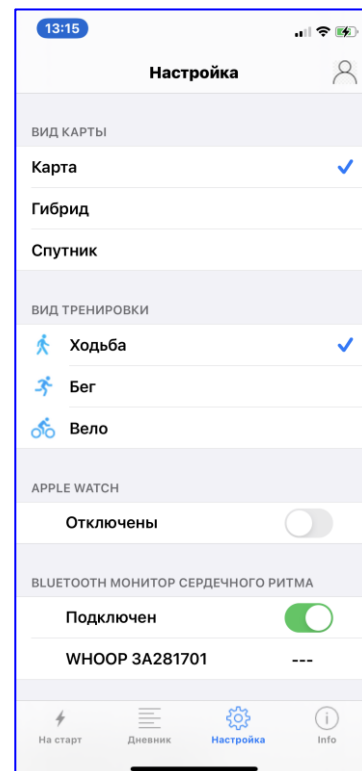 13:15
Настройка
ВИД КАРТЫ
Карта
Гибрид
Спутник
ВИД ТРЕНИРОВКИ
Ходьба
Бег
Вело
APPLE WATCH
Отключены
BLUETOOTH МОНИТОР СЕРДЕЧНОГО РИТМА
Подключен
WHOOP 3A281701 ---
На старт Дневник Настройка Info